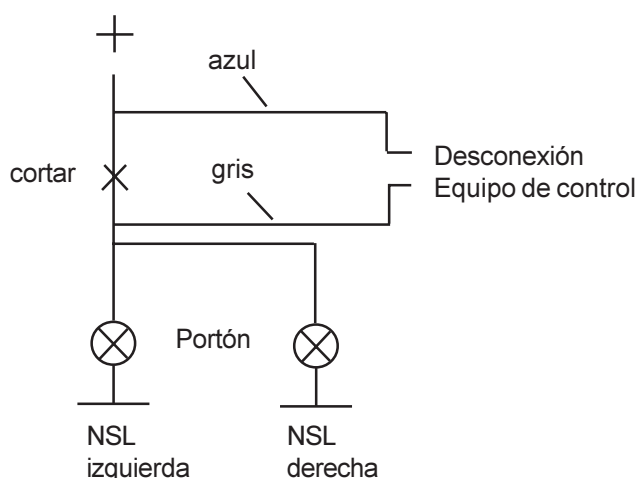 +
azul
cortar
gris
Desconexión
Equipo de control
Portón
NSL
izquierda
NSL
derecha